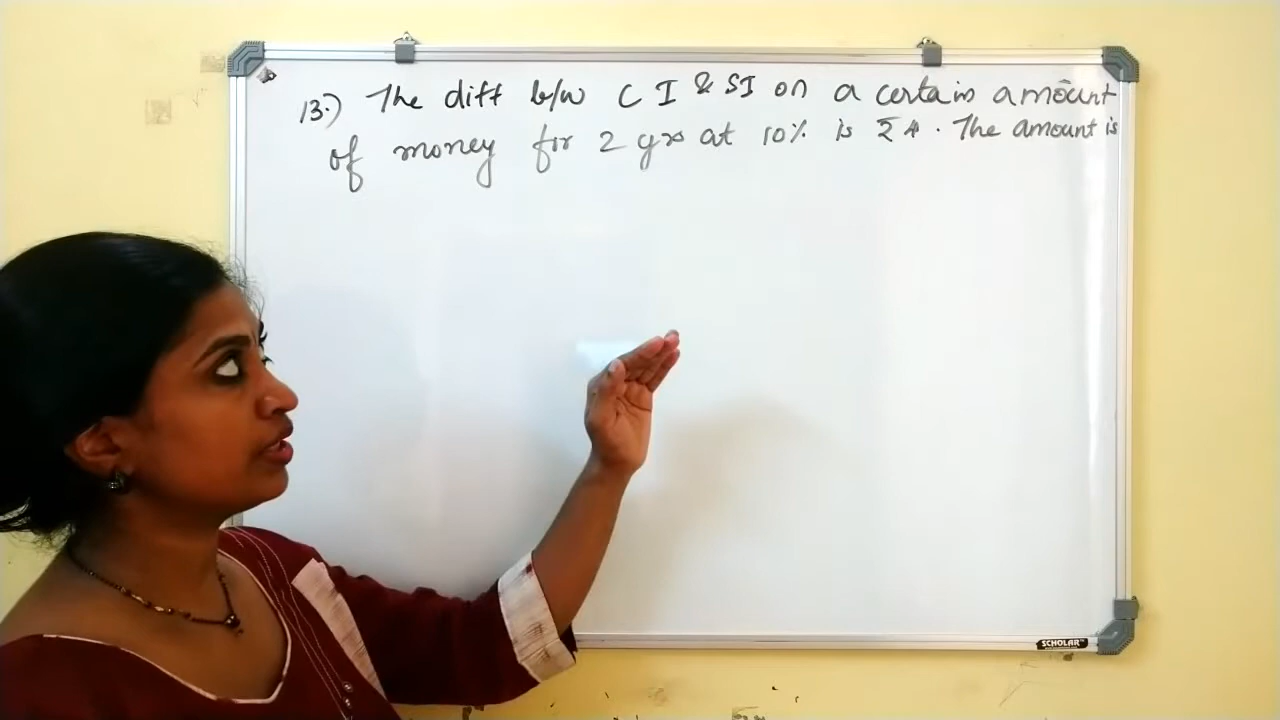 13.) The diff b/w C I & SI on a certain amount
of money for 2 yrs at 10% is ₹4. The amount is
SCHOLAR